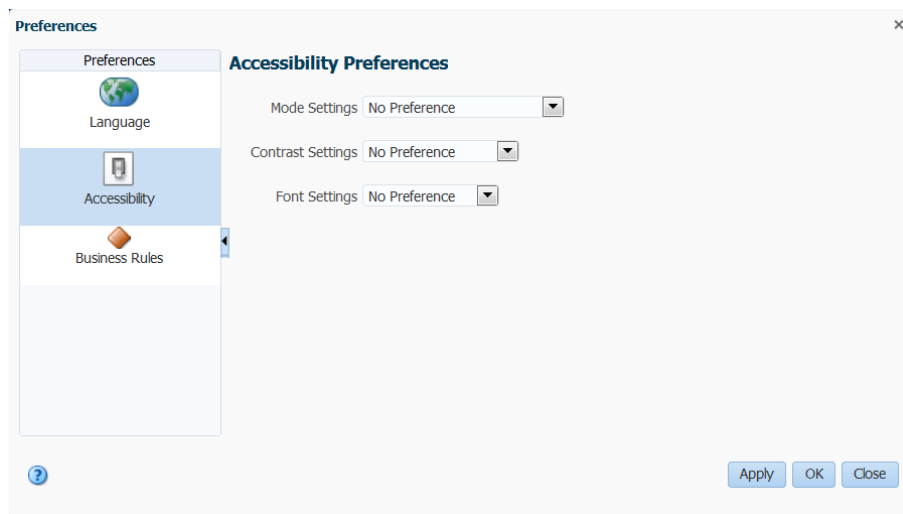 Preferences
Preferences
Language
Accessibility
Business Rules
Accessibility Preferences
Mode Settings No Preference
Contrast Settings No Preference
Font Settings No Preference
?
Apply OK Close